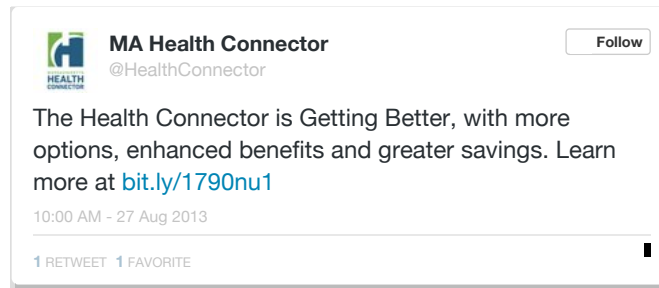 MA Health Connector
@HealthConnector
Follow
MASSACHUSETTS
HEALTH
CONNECTOR
The Health Connector is Getting Better, with more
options, enhanced benefits and greater savings. Learn
more at bit.ly/1790nu1
10:00 AM - 27 Aug 2013
1 RETWEET 1 FAVORITE